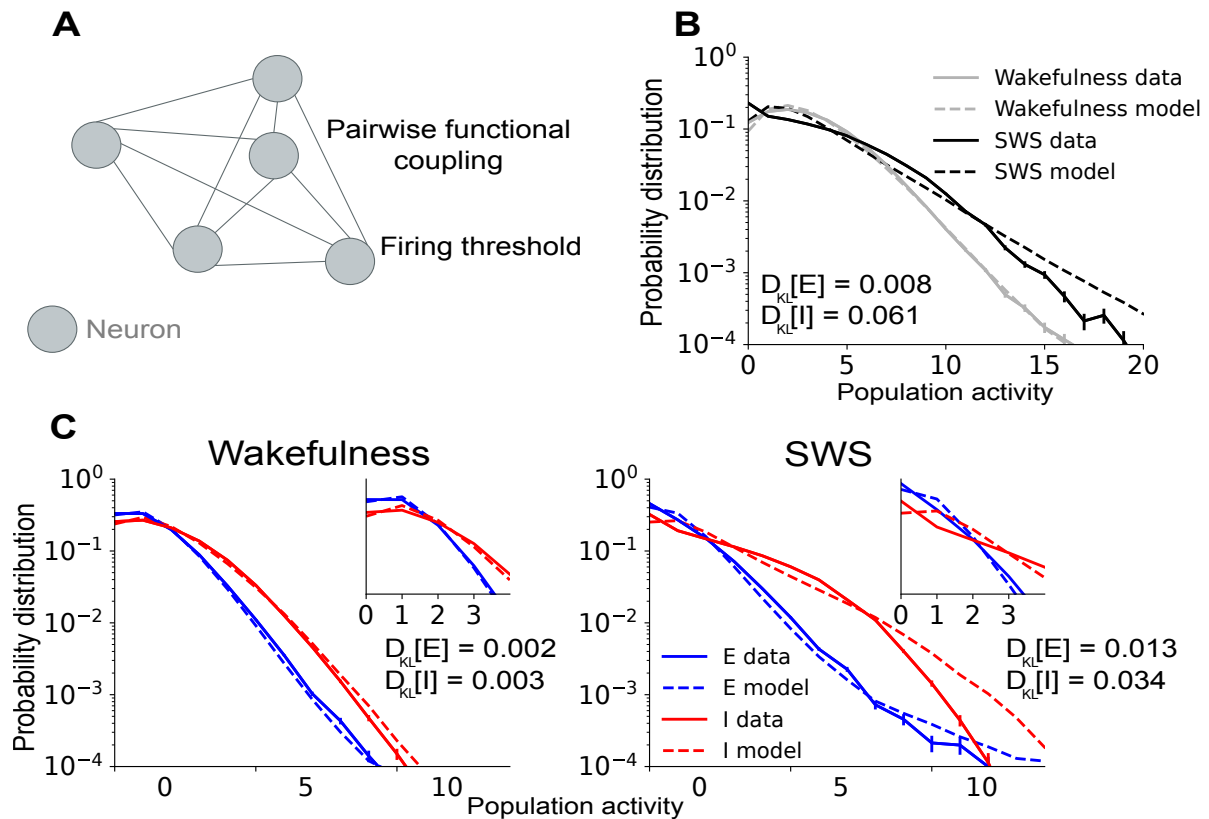 A
Pairwise functional
coupling
Firing threshold
Neuron
B
10^0
10^-1
10^-2
10^-3
10^-4
Probability distribution
Wakefulness data
Wakefulness model
SWS data
SWS model
D_KL[E] = 0.008
D_KL[I] = 0.061
0 5 10 15 20
Population activity
C
Wakefulness
10^0
10^-1
10^-2
10^-3
10^-4
Probability distribution
0 1 2 3
D_KL[E] = 0.002
D_KL[I] = 0.003
0 5 10
SWS
10^0
10^-1
10^-2
10^-3
10^-4
0 1 2 3
D_KL[E] = 0.013
D_KL[I] = 0.034
E data
E model
I data
I model
0 5 10
Population activity